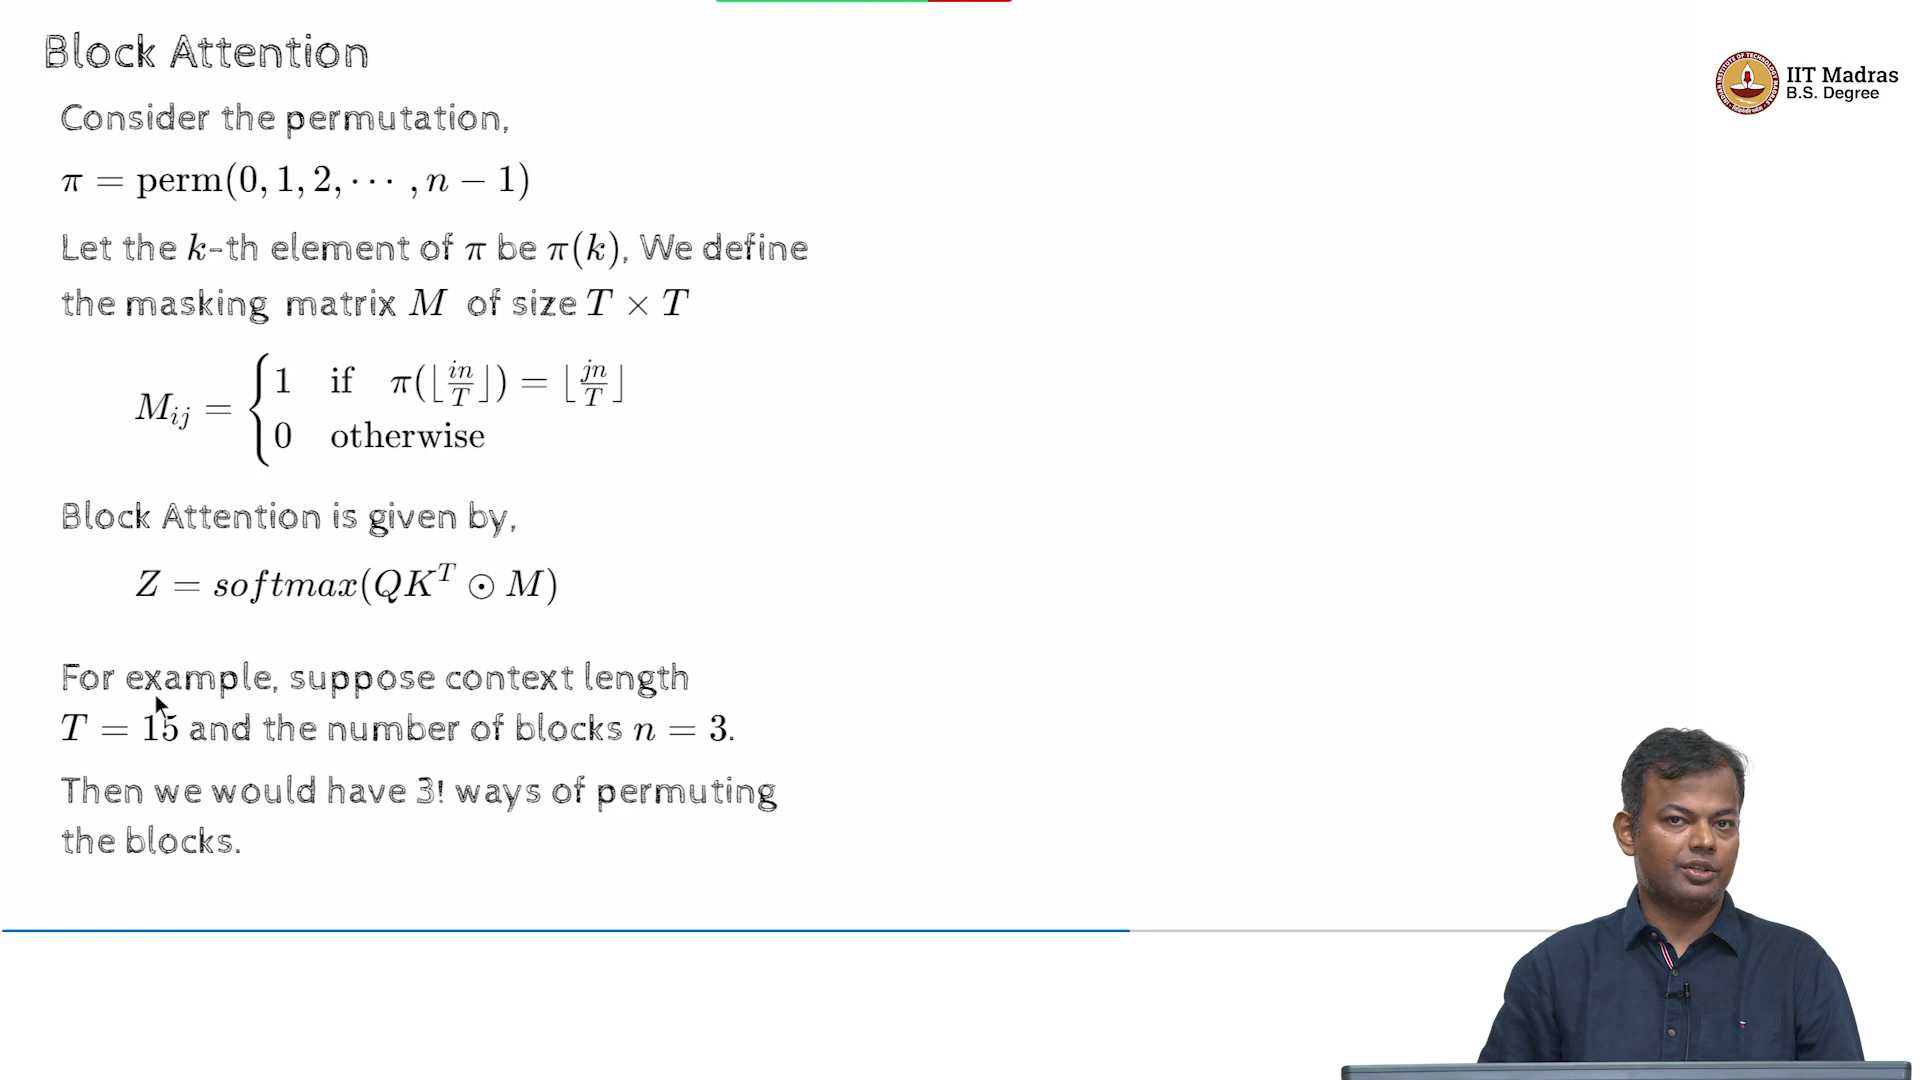 Block Attention
IIT Madras
B.S. Degree
Consider the permutation,
π = perm(0, 1, 2, ⋯ , n − 1)
Let the k-th element of π be π(k), We define
the masking matrix M of size T × T
M_{ij} = { 1 if π(⌊in/T⌋) = ⌊jn/T⌋
0 otherwise
Block Attention is given by,
Z = softmax(QK^T ⊙ M)
For example, suppose context length
T = 15 and the number of blocks n = 3.
Then we would have 3! ways of permuting
the blocks.